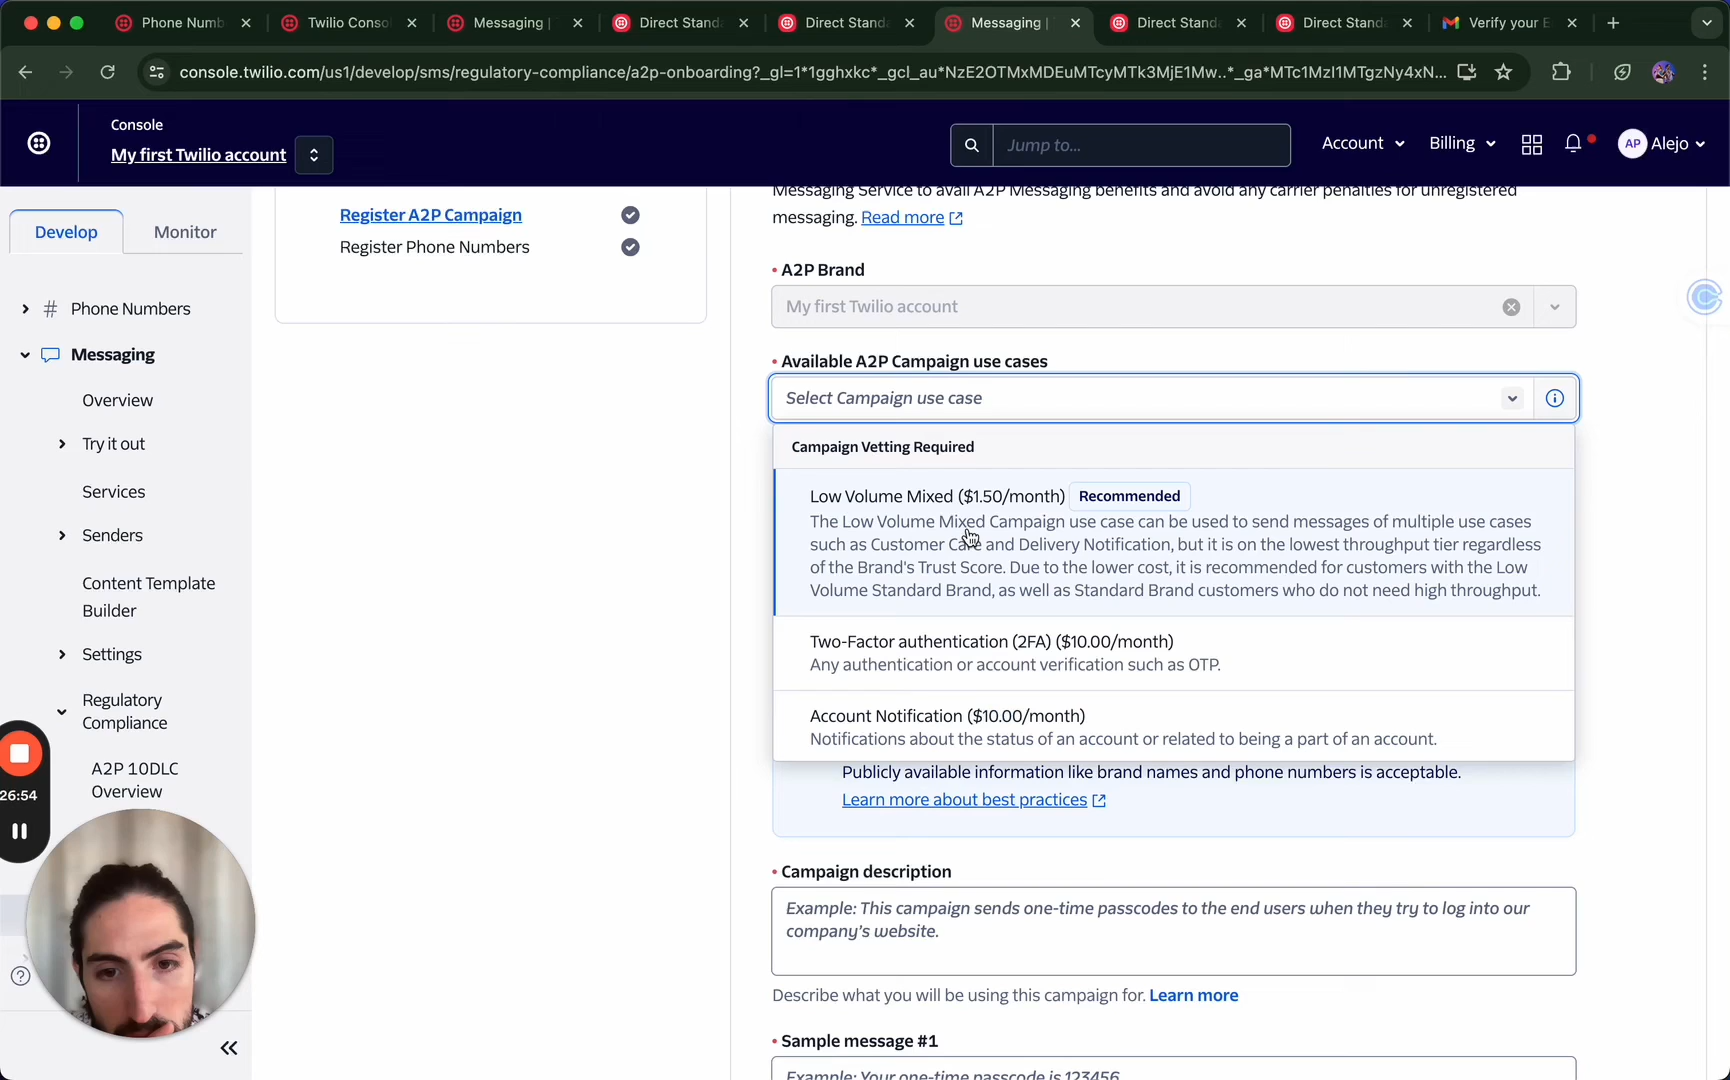 Phone Numb
Twilio Conso
Messaging |
Direct Standa
Direct Standa
Messaging |
Direct Stand
Direct Standa
Verify your E
console.twilio.com/us1/develop/sms/regulatory-compliance/a2p-onboarding?_gl=1*1gghxkc*_gcl_au*NzE2OTMxMDEuMTcyMTk3MjE1Mw..*_ga*MTc1MzI1MTgzNy4xN...
Console
My first Twilio account
Jump to...
Account
Billing
AP
Alejo
Develop
Monitor
# Phone Numbers
Messaging
Overview
Try it out
Services
Senders
Content Template
Builder
Settings
Regulatory
Compliance
A2P 10DLC
Overview
26:54
Register A2P Campaign
Register Phone Numbers
Messaging Service to avail A2P Messaging benefits and avoid any carrier penalties for unregistered
messaging. Read more
• A2P Brand
My first Twilio account
• Available A2P Campaign use cases
Select Campaign use case
Campaign Vetting Required
Low Volume Mixed ($1.50/month) Recommended
The Low Volume Mixed Campaign use case can be used to send messages of multiple use cases
such as Customer Care and Delivery Notification, but it is on the lowest throughput tier regardless
of the Brand's Trust Score. Due to the lower cost, it is recommended for customers with the Low
Volume Standard Brand, as well as Standard Brand customers who do not need high throughput.
Two-Factor authentication (2FA) ($10.00/month)
Any authentication or account verification such as OTP.
Account Notification ($10.00/month)
Notifications about the status of an account or related to being a part of an account.
Publicly available information like brand names and phone numbers is acceptable.
Learn more about best practices
• Campaign description
Example: This campaign sends one-time passcodes to the end users when they try to log into our
company's website.
Describe what you will be using this campaign for. Learn more
• Sample message #1
Example: Your one-time passcode is 123456